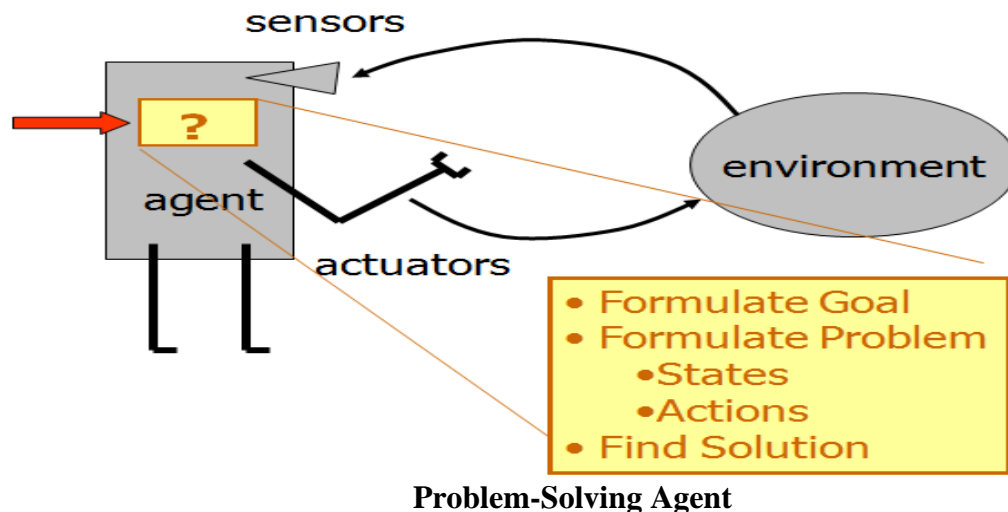 sensors
?
environment
agent
actuators
• Formulate Goal
• Formulate Problem
•States
•Actions
• Find Solution
Problem-Solving Agent